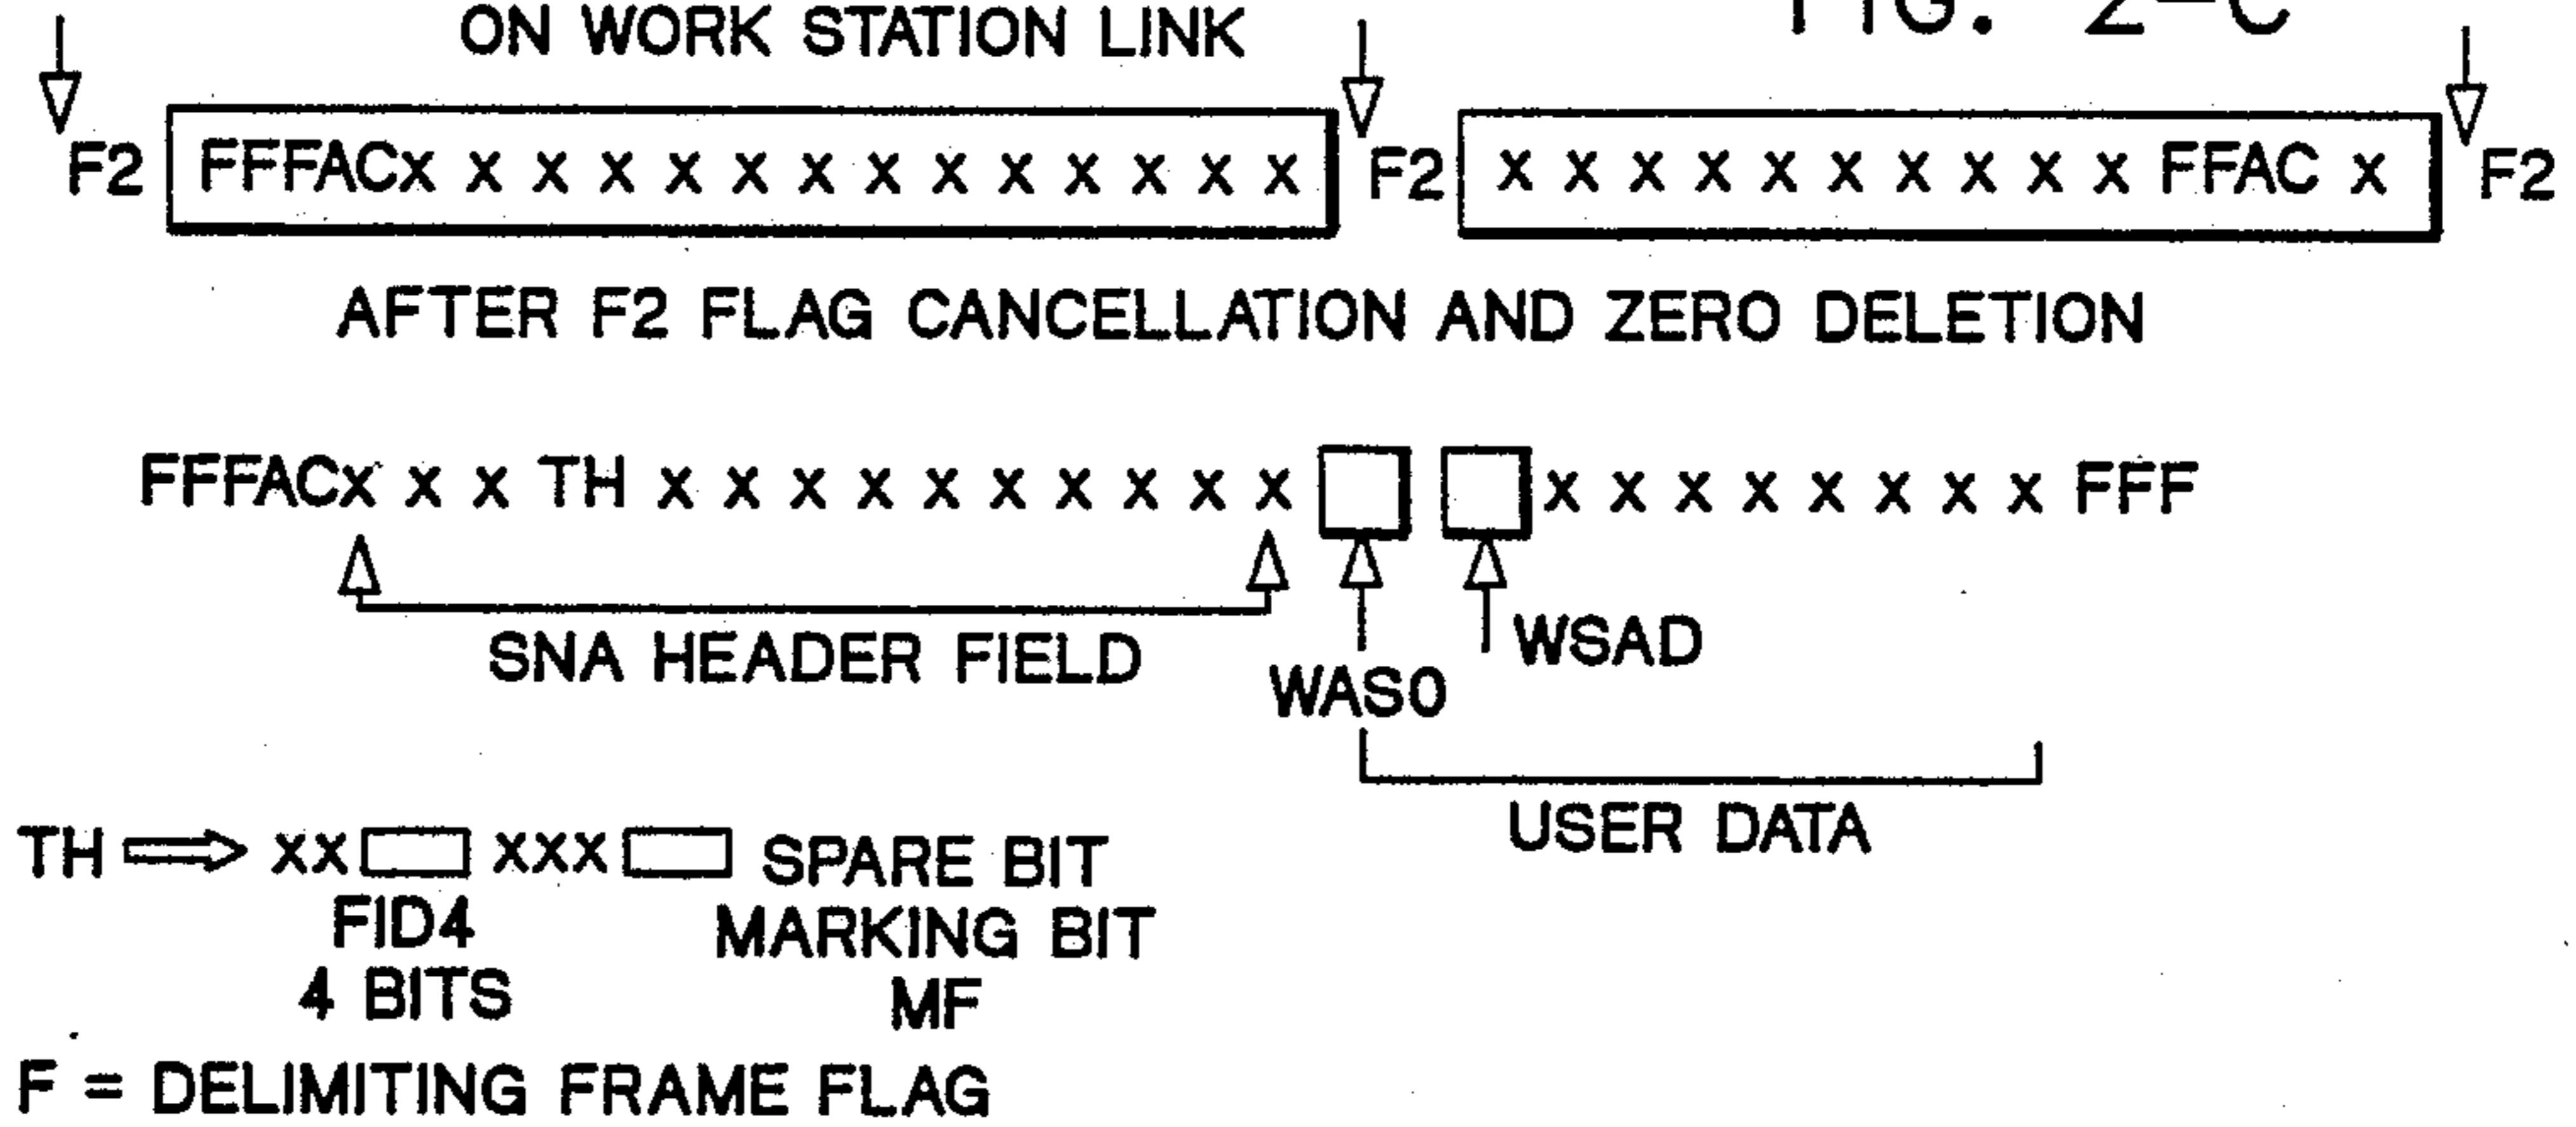 ON WORK STATION LINK
FIG. 2-C
F2 FFFACx x x x x x x x x x x x x x F2 x x x x x x x x x x FFAC x F2
AFTER F2 FLAG CANCELLATION AND ZERO DELETION
FFFACx x x TH x x x x x x x x x x x x x x x x x x FFF
SNA HEADER FIELD
WSAD
WASO
USER DATA
TH xx xxx SPARE BIT
FID4 MARKING BIT
4 BITS MF
F = DELIMITING FRAME FLAG